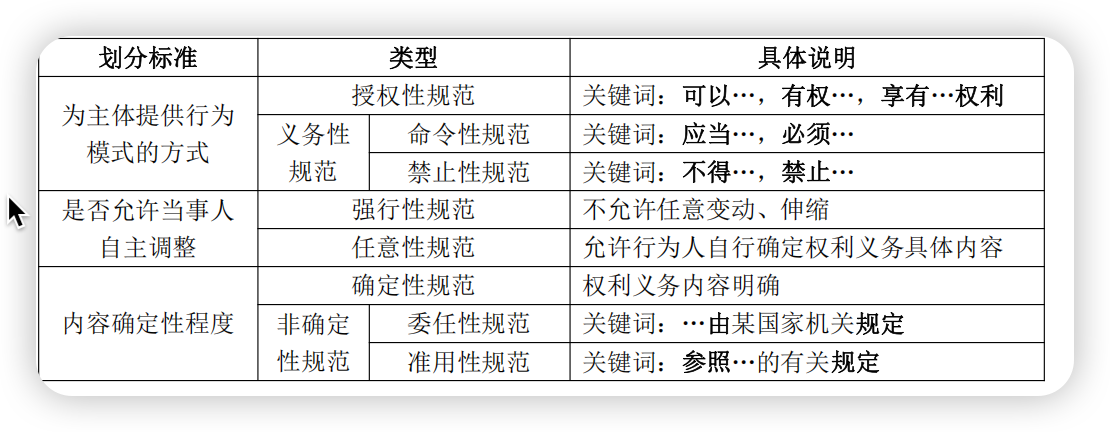 划分标准 类型 具体说明
为主体提供行为
模式的方式
授权性规范 关键词：可以…，有权…，享有…权利
义务性
规范
命令性规范 关键词：应当…，必须…
禁止性规范 关键词：不得…，禁止…
是否允许当事人
自主调整
强行性规范 不允许任意变动、伸缩
任意性规范 允许行为人自行确定权利义务具体内容
内容确定性程度
确定性规范 权利义务内容明确
非确定
性规范
委任性规范 关键词：…由某国家机关规定
准用性规范 关键词：参照…的有关规定